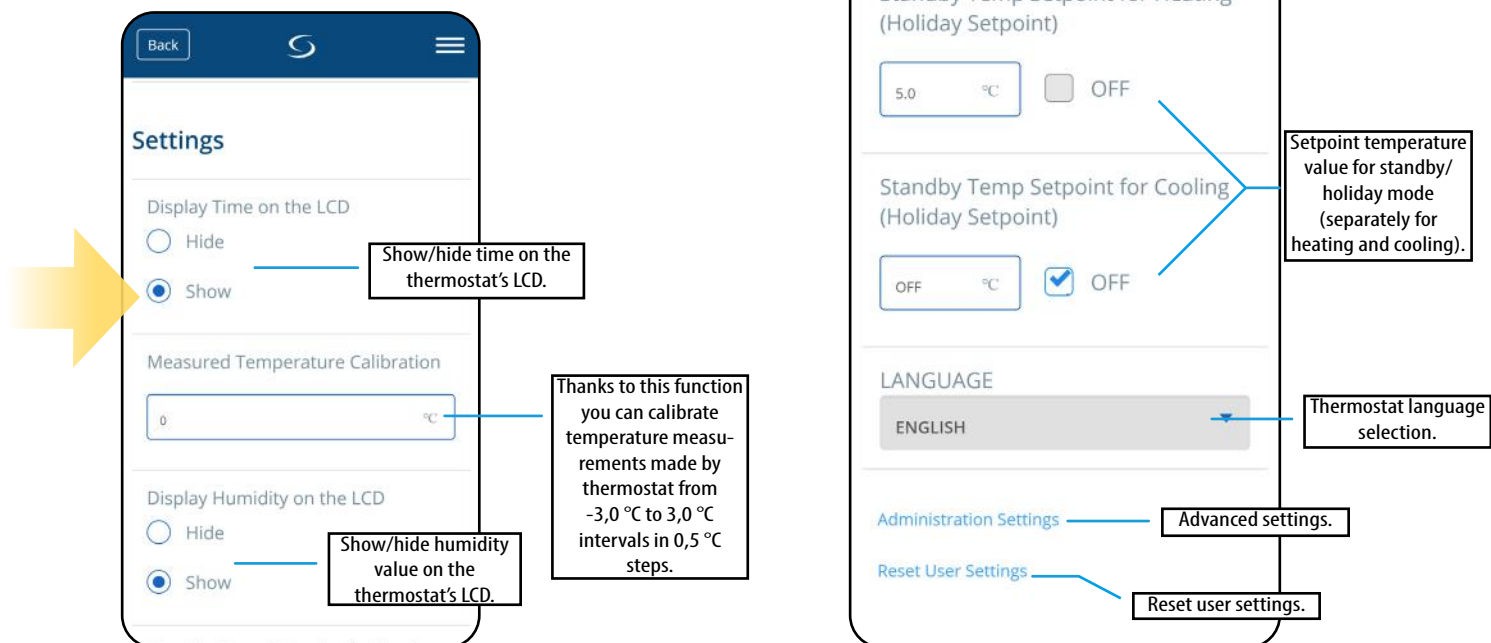 Back
Settings
Display Time on the LCD
Hide
Show
Show/hide time on the
thermostat's LCD.
Measured Temperature Calibration
0 °C
Thanks to this function
you can calibrate
temperature measu-
rements made by
thermostat from
-3,0 °C to 3,0 °C
intervals in 0,5 °C
steps.
Display Humidity on the LCD
Hide
Show
Show/hide humidity
value on the
thermostat's LCD.
Standby Temp Setpoint for Heating
(Holiday Setpoint)
5.0 °C OFF
Setpoint temperature
value for standby/
holiday mode
(separately for
heating and cooling).
Standby Temp Setpoint for Cooling
(Holiday Setpoint)
OFF °C OFF
LANGUAGE
ENGLISH
Thermostat language
selection.
Administration Settings
Advanced settings.
Reset User Settings
Reset user settings.